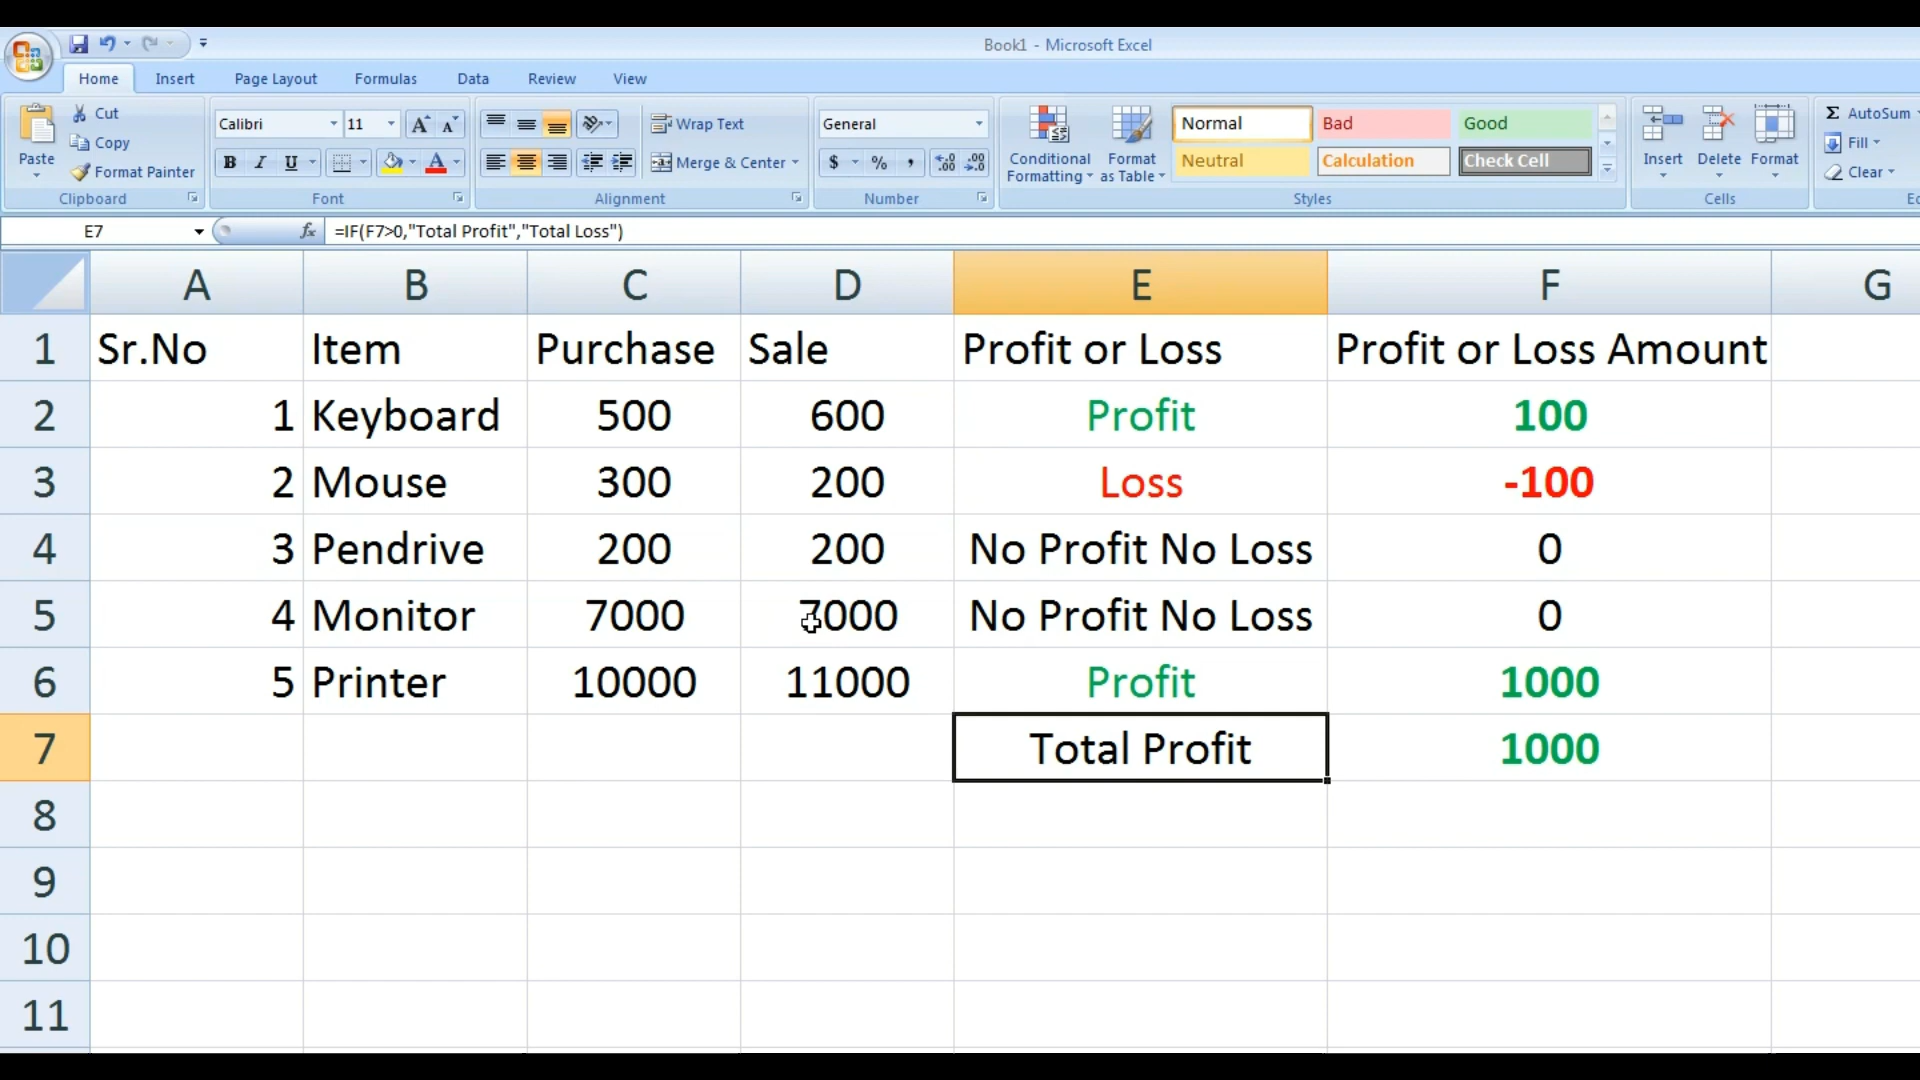 Book1 - Microsoft Excel
Home Insert Page Layout Formulas Data Review View
Paste Cut Copy Format Painter Clipboard
Calibri 11 A A B I U A Font
Wrap Text Merge & Center Alignment
General $ % , .0 .00 .00 .0 Number
Conditional Formatting Format as Table Normal Bad Good Neutral Calculation Check Cell Styles
Insert Delete Format Cells
Σ AutoSum Fill Clear
E7 fx =IF(F7>0,"Total Profit","Total Loss")
A B C D E F G
1 Sr.No Item Purchase Sale Profit or Loss Profit or Loss Amount
2 1 Keyboard 500 600 Profit 100
3 2 Mouse 300 200 Loss -100
4 3 Pendrive 200 200 No Profit No Loss 0
5 4 Monitor 7000 7000 No Profit No Loss 0
6 5 Printer 10000 11000 Profit 1000
7 Total Profit 1000
8
9
10
11